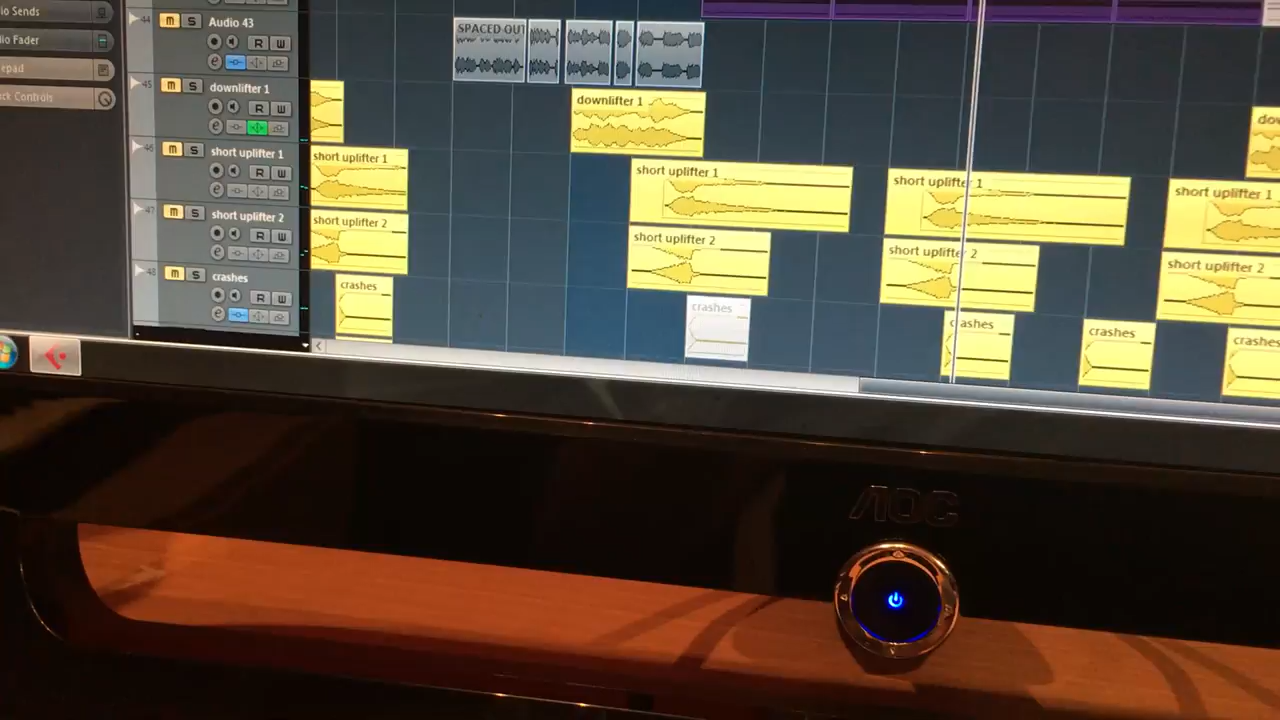 io Sends
44 m S Audio 43
R W
SPACED OUT
io Fader
e
epad
45 m S downlifter 1
R W
downlifter 1
ck Controls
e
46 m S short uplifter 1
R W
short uplifter 1
short uplifter 1
short uplifter 1
short uplifter 1
e
47 m S short uplifter 2
R W
short uplifter 2
short uplifter 2
short uplifter 2
short uplifter 2
e
48 m S crashes
R W
crashes
crashes
crashes
crashes
crashes
e
AOC